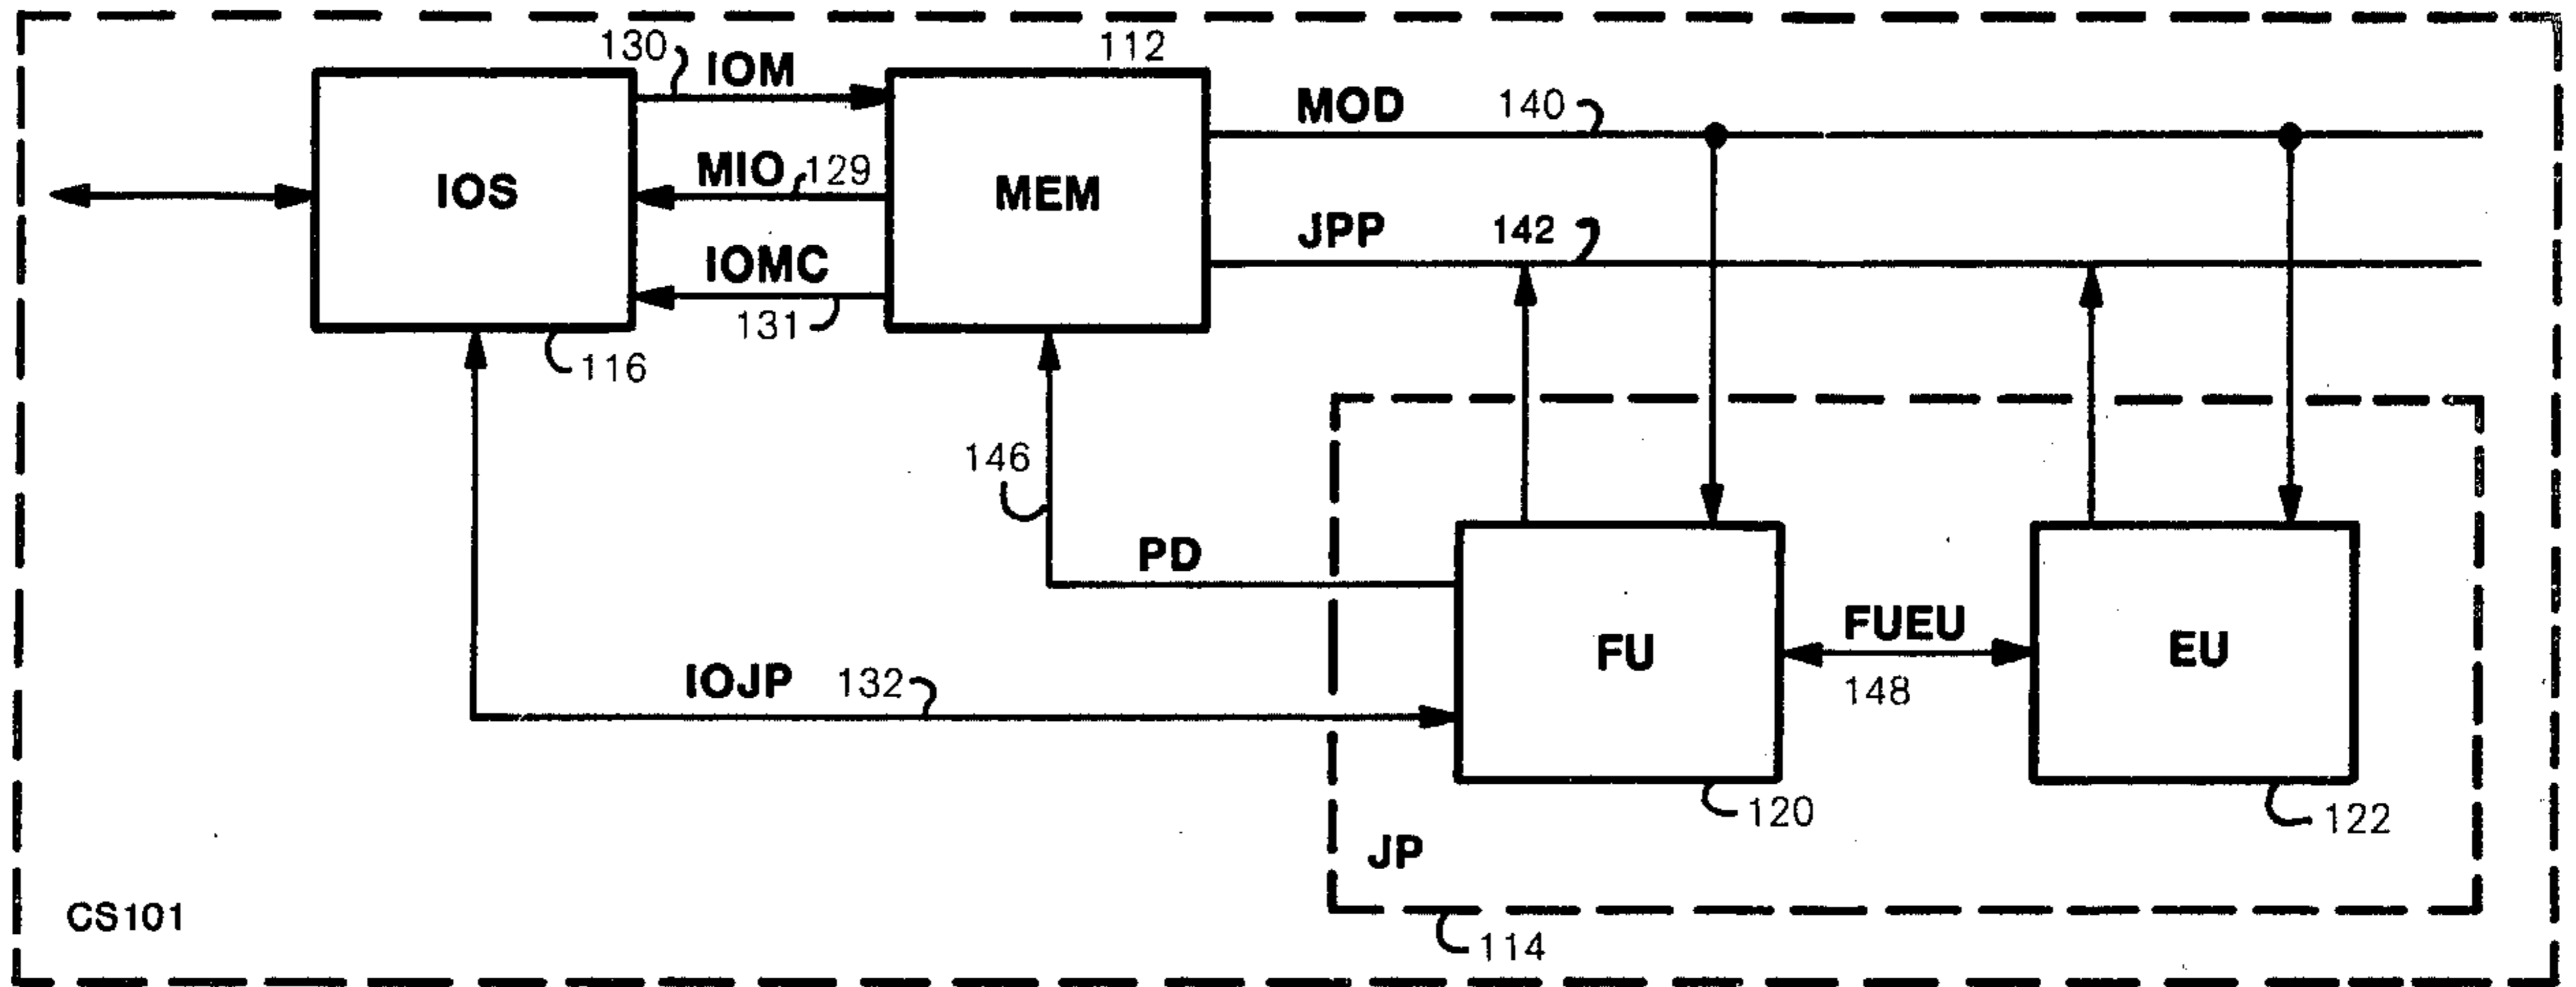 130
IOM
112
MOD
140
MIO
129
IOS
MEM
JPP
142
IOMC
131
116
146
PD
FUEU
FU
EU
IOJP
132
148
120
122
JP
CS101
114